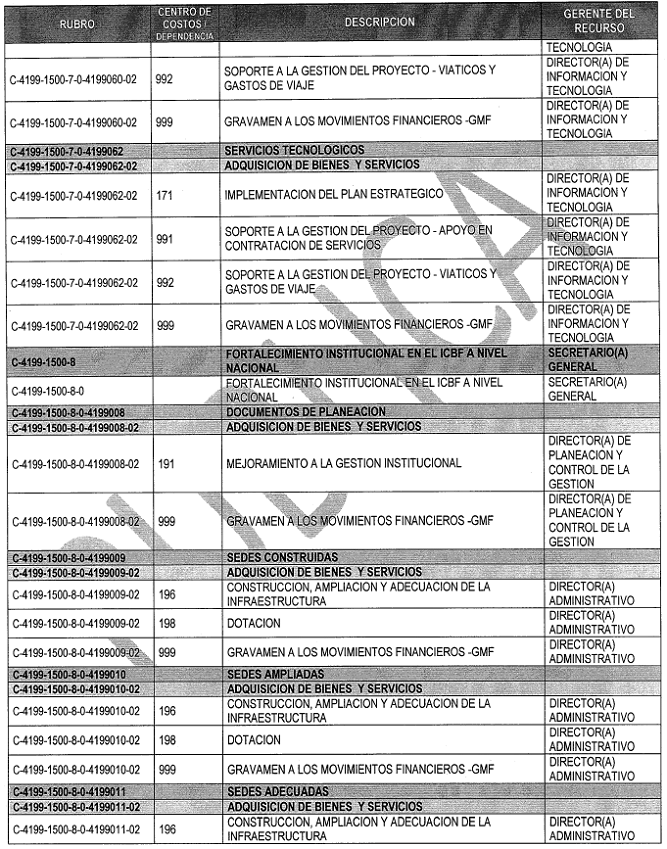 RUBRO
CENTRO DE
COSTOS /
DEPENDENCIA
DESCRIPCIÓN
GERENTE DEL
RECURSO
TECNOLOGIA
C-4199-1500-7-0-4199060-02
992
SOPORTE A LA GESTION DEL PROYECTO - VIATICOS Y
GASTOS DE VIAJE
DIRECTOR(A) DE
INFORMACION Y
TECNOLOGIA
C-4199-1500-7-0-4199060-02
999
GRAVAMEN A LOS MOVIMIENTOS FINANCIEROS -GMF
DIRECTOR(A) DE
INFORMACION Y
TECNOLOGIA
C-4199-1500-7-0-4199062
SERVICIOS TECNOLOGICOS
C-4199-1500-7-0-4199062-02
ADQUISICION DE BIENES Y SERVICIOS
C-4199-1500-7-0-4199062-02
171
IMPLEMENTACION DEL PLAN ESTRATEGICO
DIRECTOR(A) DE
INFORMACION Y
TECNOLOGIA
C-4199-1500-7-0-4199062-02
991
SOPORTE A LA GESTION DEL PROYECTO - APOYO EN
CONTRATACION DE SERVICIOS
DIRECTOR(A) DE
INFORMACION Y
TECNOLOGIA
C-4199-1500-7-0-4199062-02
992
SOPORTE A LA GESTION DEL PROYECTO - VIATICOS Y
GASTOS DE VIAJE
DIRECTOR(A) DE
INFORMACION Y
TECNOLOGIA
C-4199-1500-7-0-4199062-02
999
GRAVAMEN A LOS MOVIMIENTOS FINANCIEROS -GMF
DIRECTOR(A) DE
INFORMACION Y
TECNOLOGIA
C-4199-1500-8
FORTALECIMIENTO INSTITUCIONAL EN EL ICBF A NIVEL
NACIONAL
SECRETARIO(A)
GENERAL
C-4199-1500-8-0
FORTALECIMIENTO INSTITUCIONAL EN EL ICBF A NIVEL
NACIONAL
SECRETARIO(A)
GENERAL
C-4199-1500-8-0-4199008
DOCUMENTOS DE PLANEACION
C-4199-1500-8-0-4199008-02
ADQUISICION DE BIENES Y SERVICIOS
C-4199-1500-8-0-4199008-02
191
MEJORAMIENTO A LA GESTION INSTITUCIONAL
DIRECTOR(A) DE
PLANEACION Y
CONTROL DE LA
GESTION
C-4199-1500-8-0-4199008-02
999
GRAVAMEN A LOS MOVIMIENTOS FINANCIEROS -GMF
DIRECTOR(A) DE
PLANEACION Y
CONTROL DE LA
GESTION
C-4199-1500-8-0-4199009
SEDES CONSTRUIDAS
C-4199-1500-8-0-4199009-02
ADQUISICION DE BIENES Y SERVICIOS
C-4199-1500-8-0-4199009-02
196
CONSTRUCCION, AMPLIACION Y ADECUACION DE LA
INFRAESTRUCTURA
DIRECTOR(A)
ADMINISTRATIVO
C-4199-1500-8-0-4199009-02
198
DOTACION
DIRECTOR(A)
ADMINISTRATIVO
C-4199-1500-8-0-4199009-02
999
GRAVAMEN A LOS MOVIMIENTOS FINANCIEROS -GMF
DIRECTOR(A)
ADMINISTRATIVO
C-4199-1500-8-0-4199010
SEDES AMPLIADAS
C-4199-1500-8-0-4199010-02
ADQUISICION DE BIENES Y SERVICIOS
C-4199-1500-8-0-4199010-02
196
CONSTRUCCION, AMPLIACION Y ADECUACION DE LA
INFRAESTRUCTURA
DIRECTOR(A)
ADMINISTRATIVO
C-4199-1500-8-0-4199010-02
198
DOTACION
DIRECTOR(A)
ADMINISTRATIVO
C-4199-1500-8-0-4199010-02
999
GRAVAMEN A LOS MOVIMIENTOS FINANCIEROS -GMF
DIRECTOR(A)
ADMINISTRATIVO
C-4199-1500-8-0-4199011
SEDES ADECUADAS
C-4199-1500-8-0-4199011-02
ADQUISICION DE BIENES Y SERVICIOS
C-4199-1500-8-0-4199011-02
196
CONSTRUCCION, AMPLIACION Y ADECUACION DE LA
INFRAESTRUCTURA
DIRECTOR(A)
ADMINISTRATIVO
PUBLICA